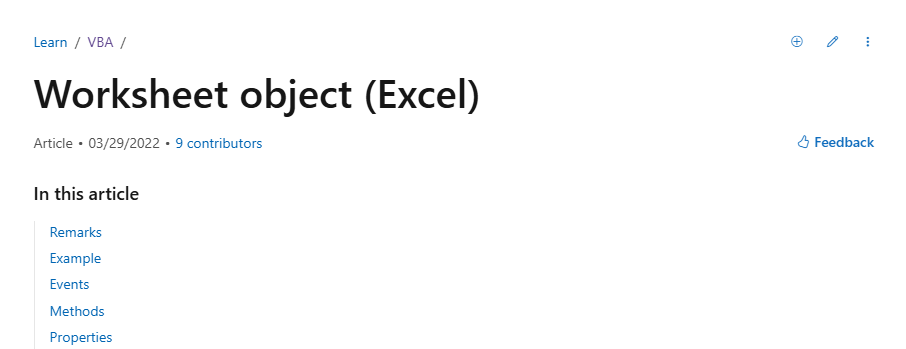 Learn / VBA /
Worksheet object (Excel)
Article • 03/29/2022 • 9 contributors
Feedback
In this article
Remarks
Example
Events
Methods
Properties